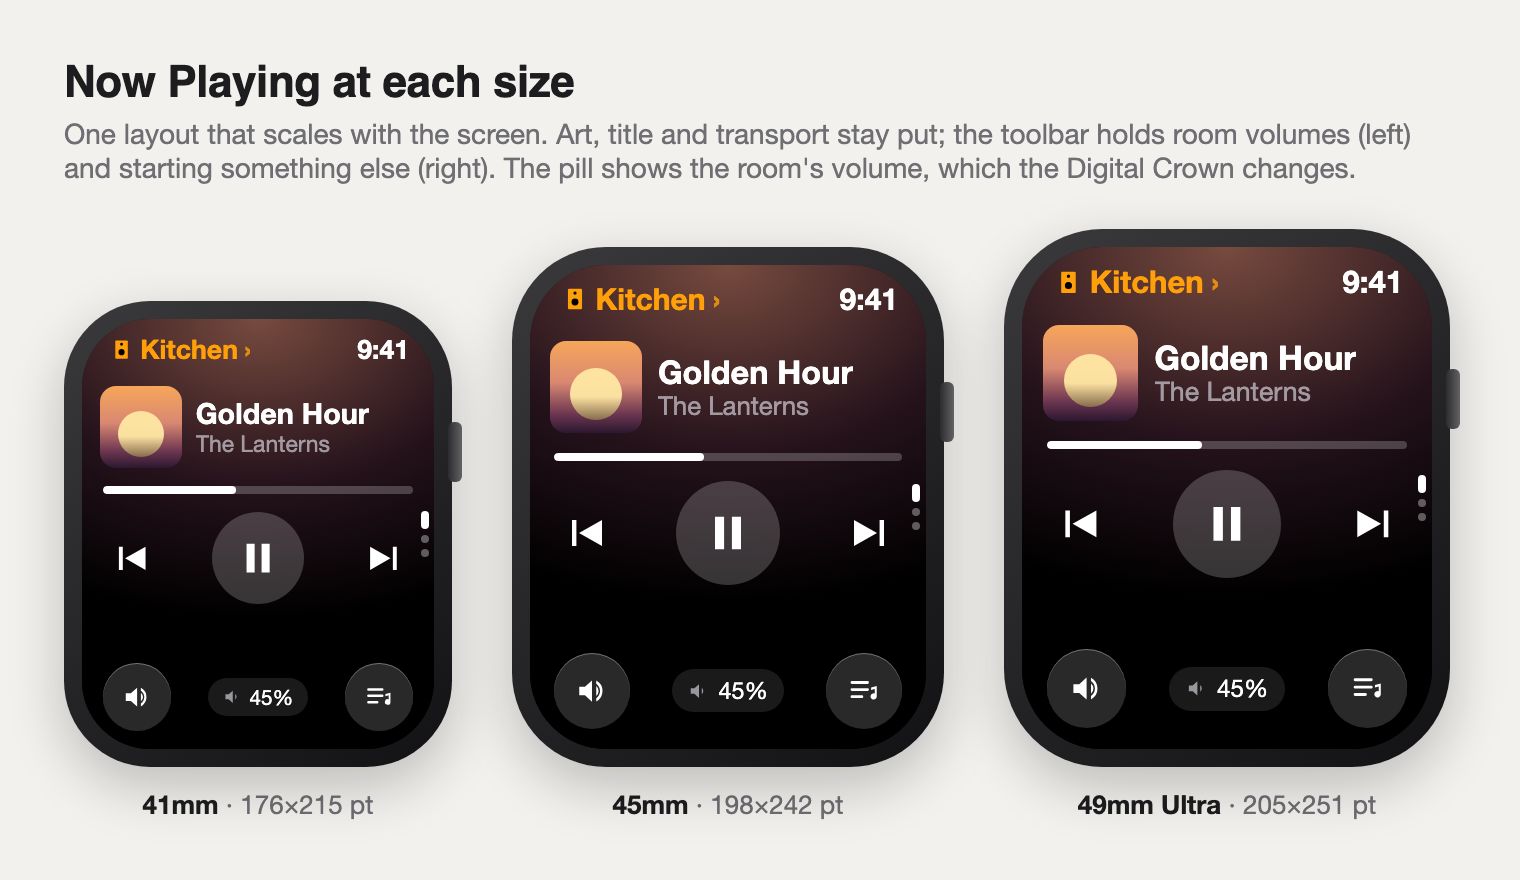 Now Playing at each size
One layout that scales with the screen. Art, title and transport stay put; the toolbar holds room volumes (left)
and starting something else (right). The pill shows the room's volume, which the Digital Crown changes.
Kitchen ›
9:41
Golden Hour
The Lanterns
45%
41mm · 176×215 pt
Kitchen ›
9:41
Golden Hour
The Lanterns
45%
45mm · 198×242 pt
Kitchen ›
9:41
Golden Hour
The Lanterns
45%
49mm Ultra · 205×251 pt